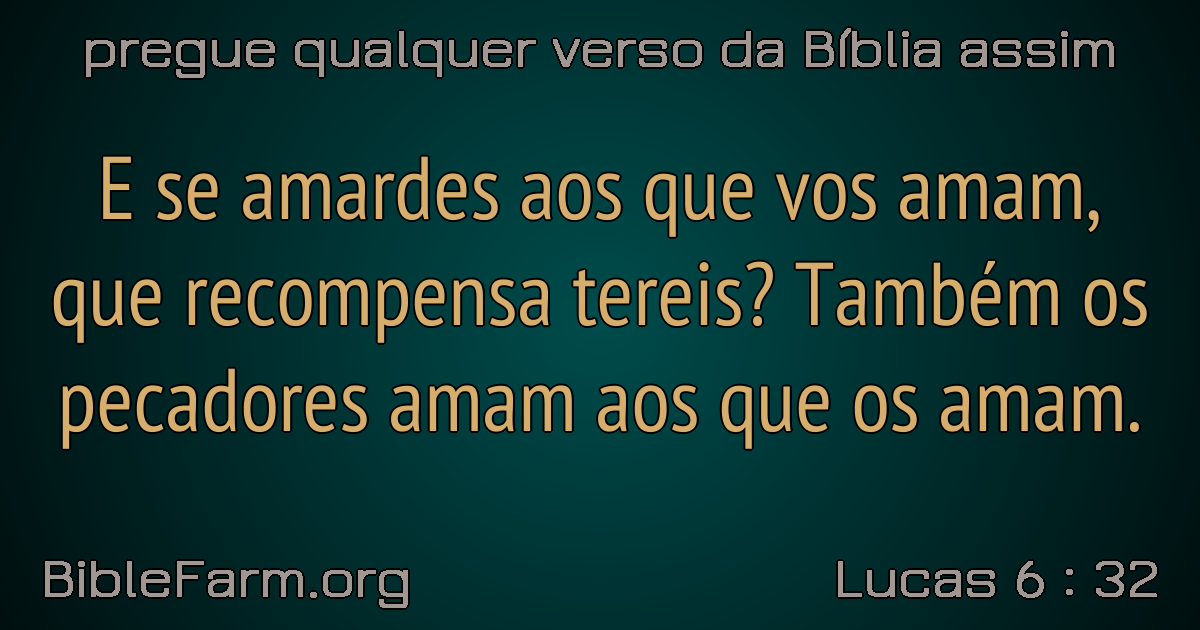 pregue qualquer verso da Bíblia assim
E se amardes aos que vos amam,
que recompensa tereis? Também os
pecadores amam aos que os amam.
BibleFarm.org
Lucas 6 : 32